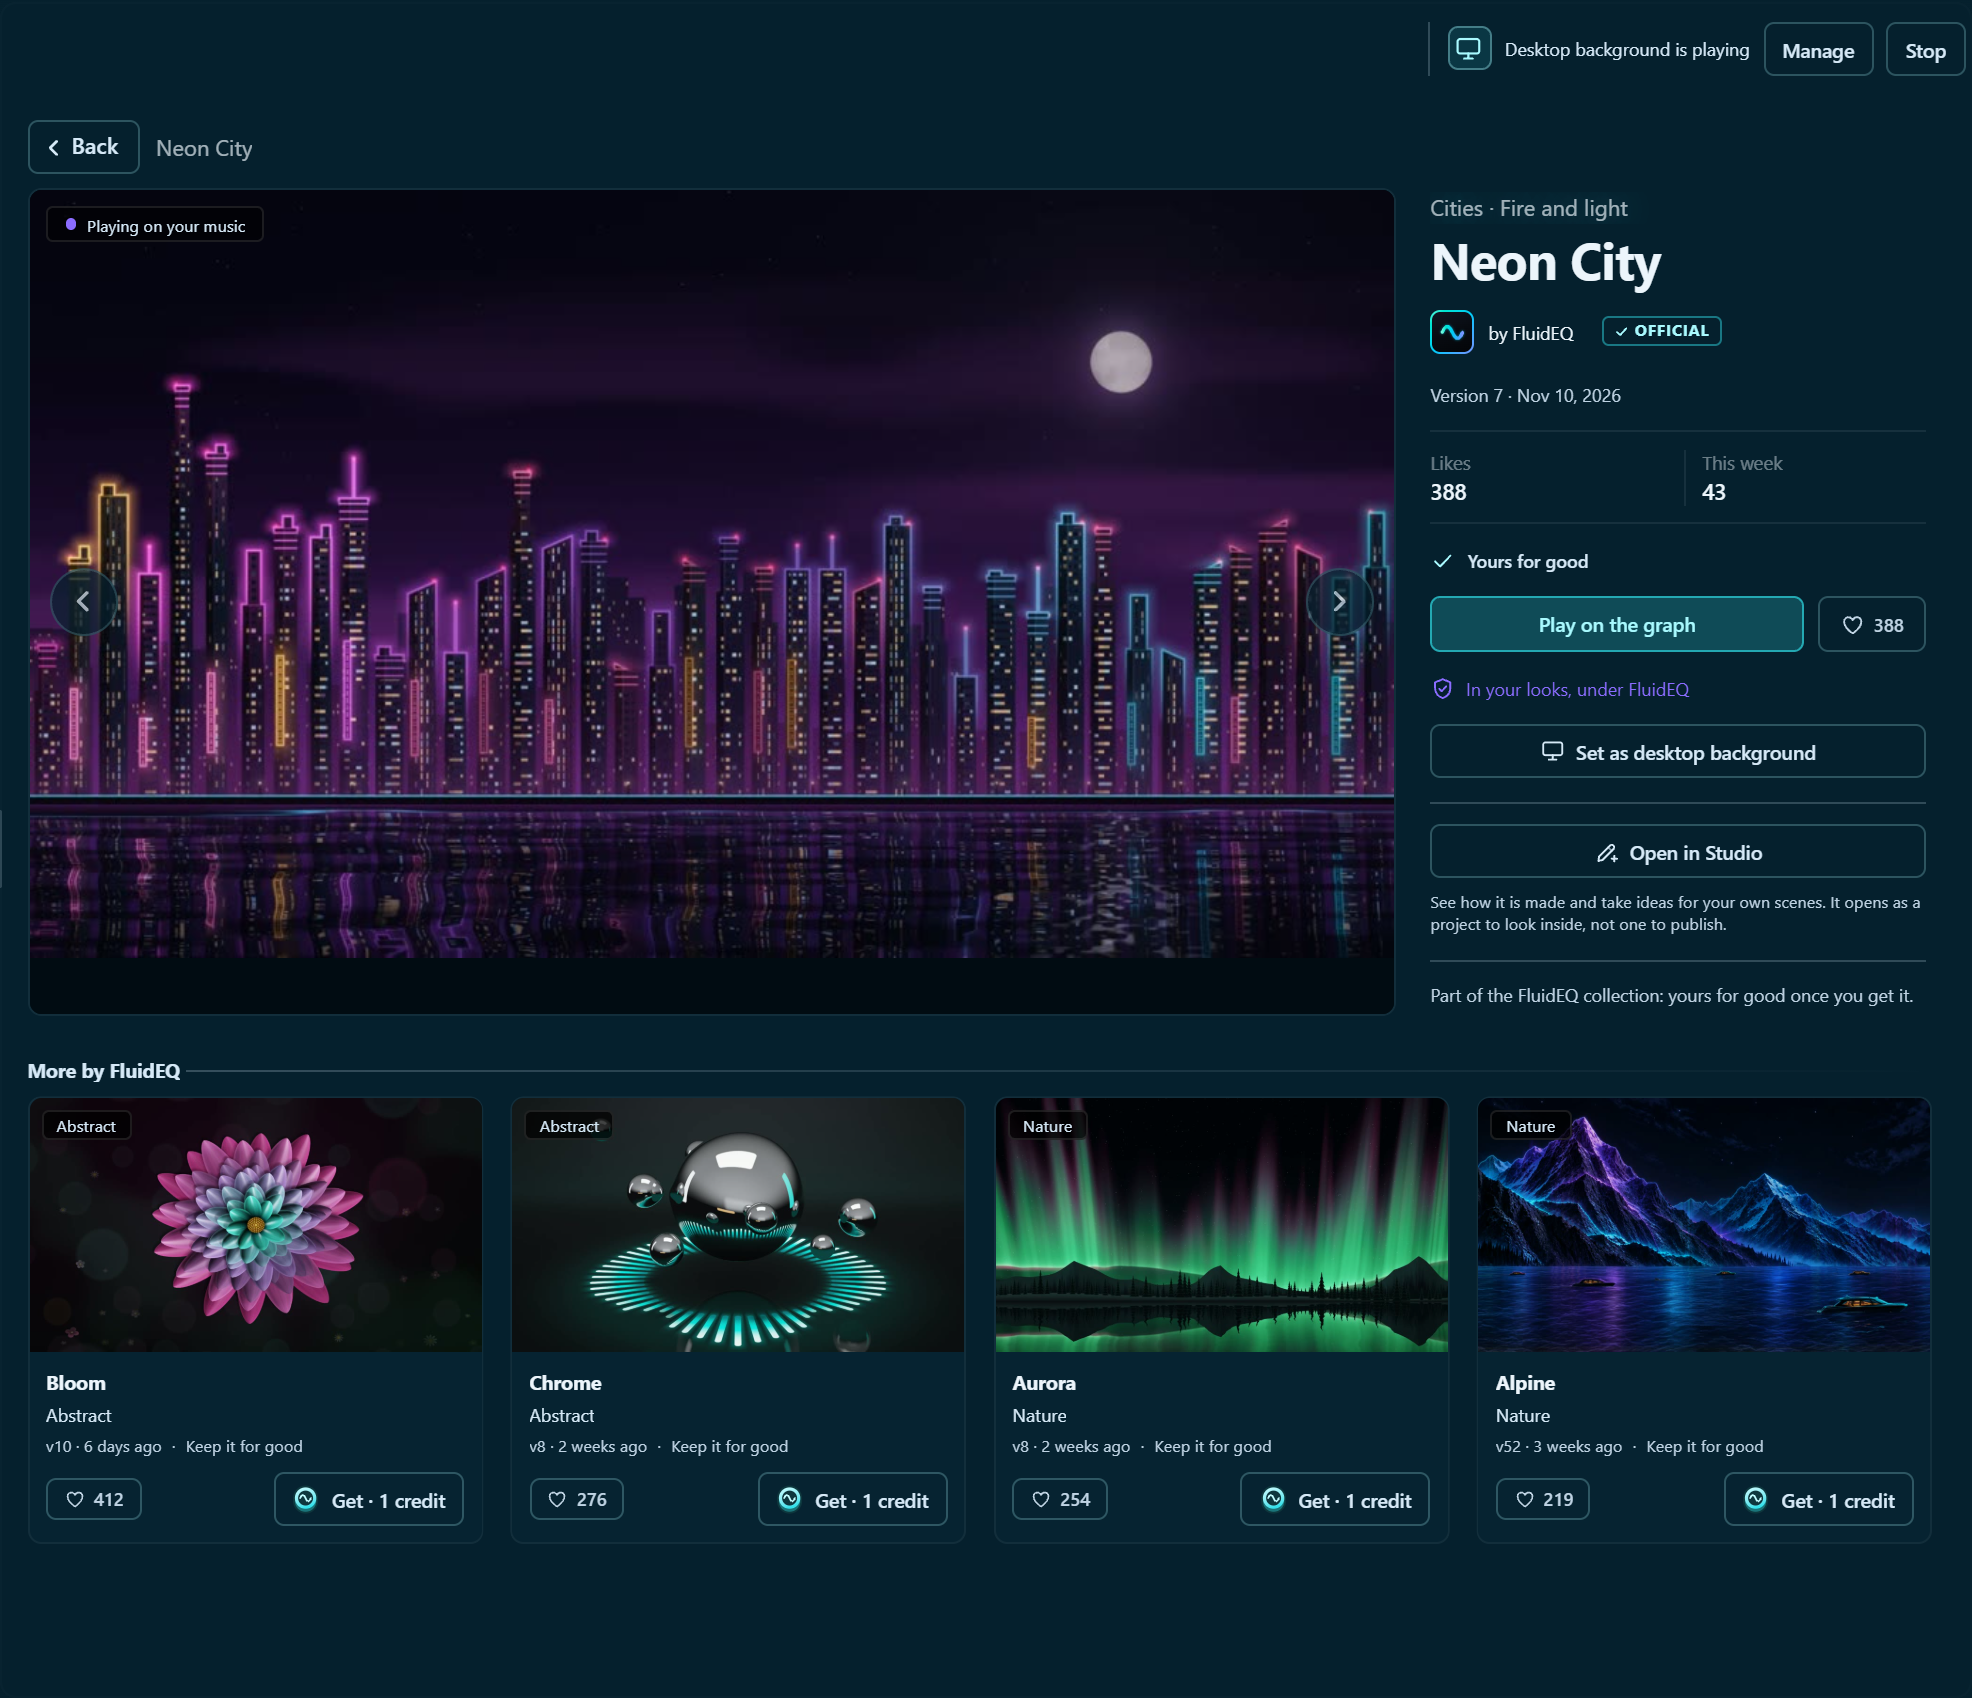 Desktop background is playing
Manage
Stop
Back
Neon City
Playing on your music
Cities · Fire and light
Neon City
by FluidEQ
OFFICIAL
Version 7 · Nov 10, 2026
Likes
388
This week
43
Yours for good
Play on the graph
388
In your looks, under FluidEQ
Set as desktop background
Open in Studio
See how it is made and take ideas for your own scenes. It opens as a
project to look inside, not one to publish.
Part of the FluidEQ collection: yours for good once you get it.
More by FluidEQ
Abstract
Bloom
Abstract
v10 · 6 days ago · Keep it for good
412
Get · 1 credit
Abstract
Chrome
Abstract
v8 · 2 weeks ago · Keep it for good
276
Get · 1 credit
Nature
Aurora
Nature
v8 · 2 weeks ago · Keep it for good
254
Get · 1 credit
Nature
Alpine
Nature
v52 · 3 weeks ago · Keep it for good
219
Get · 1 credit